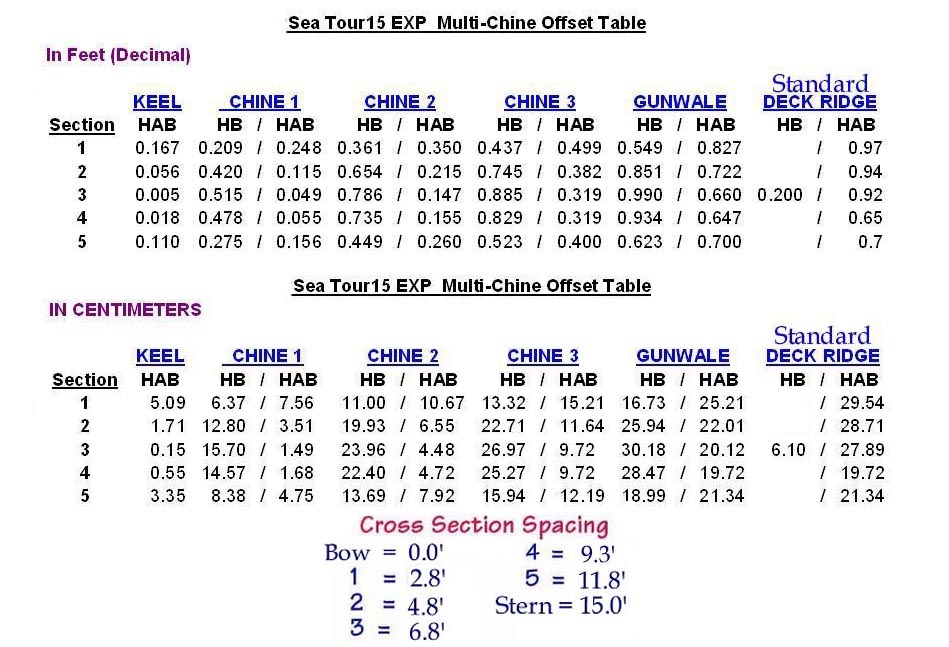 Sea Tour15 EXP  Multi-Chine Offset Table
In Feet (Decimal)
Standard
KEEL CHINE 1 CHINE 2 CHINE 3 GUNWALE DECK RIDGE
Section HAB HB / HAB HB / HAB HB / HAB HB / HAB HB / HAB
1 0.167 0.209 / 0.248 0.361 / 0.350 0.437 / 0.499 0.549 / 0.827 / 0.97
2 0.056 0.420 / 0.115 0.654 / 0.215 0.745 / 0.382 0.851 / 0.722 / 0.94
3 0.005 0.515 / 0.049 0.786 / 0.147 0.885 / 0.319 0.990 / 0.660 0.200 / 0.92
4 0.018 0.478 / 0.055 0.735 / 0.155 0.829 / 0.319 0.934 / 0.647 / 0.65
5 0.110 0.275 / 0.156 0.449 / 0.260 0.523 / 0.400 0.623 / 0.700 / 0.7
Sea Tour15 EXP  Multi-Chine Offset Table
IN CENTIMETERS
Standard
KEEL CHINE 1 CHINE 2 CHINE 3 GUNWALE DECK RIDGE
Section HAB HB / HAB HB / HAB HB / HAB HB / HAB HB / HAB
1 5.09 6.37 / 7.56 11.00 / 10.67 13.32 / 15.21 16.73 / 25.21 / 29.54
2 1.71 12.80 / 3.51 19.93 / 6.55 22.71 / 11.64 25.94 / 22.01 / 28.71
3 0.15 15.70 / 1.49 23.96 / 4.48 26.97 / 9.72 30.18 / 20.12 6.10 / 27.89
4 0.55 14.57 / 1.68 22.40 / 4.72 25.27 / 9.72 28.47 / 19.72 / 19.72
5 3.35 8.38 / 4.75 13.69 / 7.92 15.94 / 12.19 18.99 / 21.34 / 21.34
Cross Section Spacing
Bow = 0.0' 4 = 9.3'
1 = 2.8' 5 = 11.8'
2 = 4.8' Stern = 15.0'
3 = 6.8'